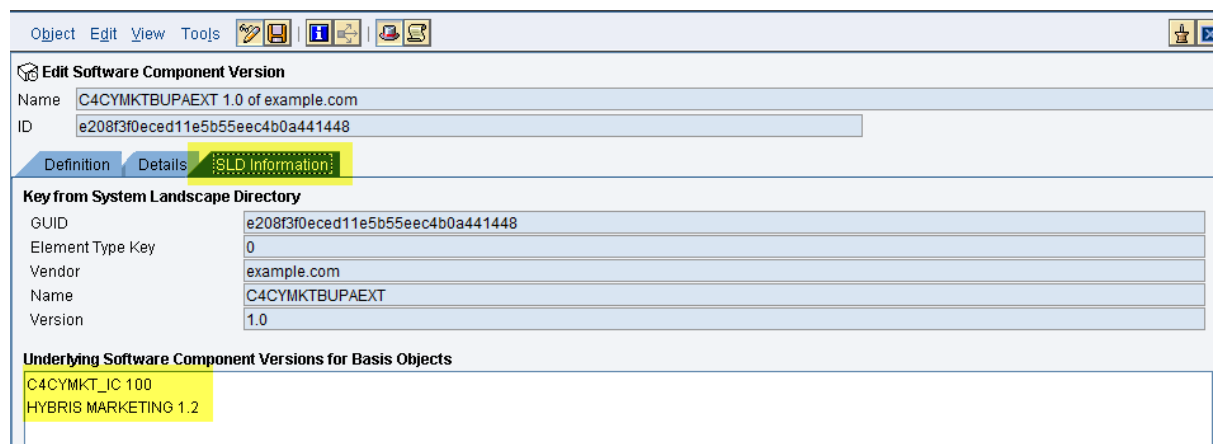 Object Edit View Tools
Edit Software Component Version
Name C4CYMKTBUPAEXT 1.0 of example.com
ID e208f3f0eced11e5b55eec4b0a441448
Definition Details SLD Information
Key from System Landscape Directory
GUID e208f3f0eced11e5b55eec4b0a441448
Element Type Key 0
Vendor example.com
Name C4CYMKTBUPAEXT
Version 1.0
Underlying Software Component Versions for Basis Objects
C4CYMKT_IC 100
HYBRIS MARKETING 1.2